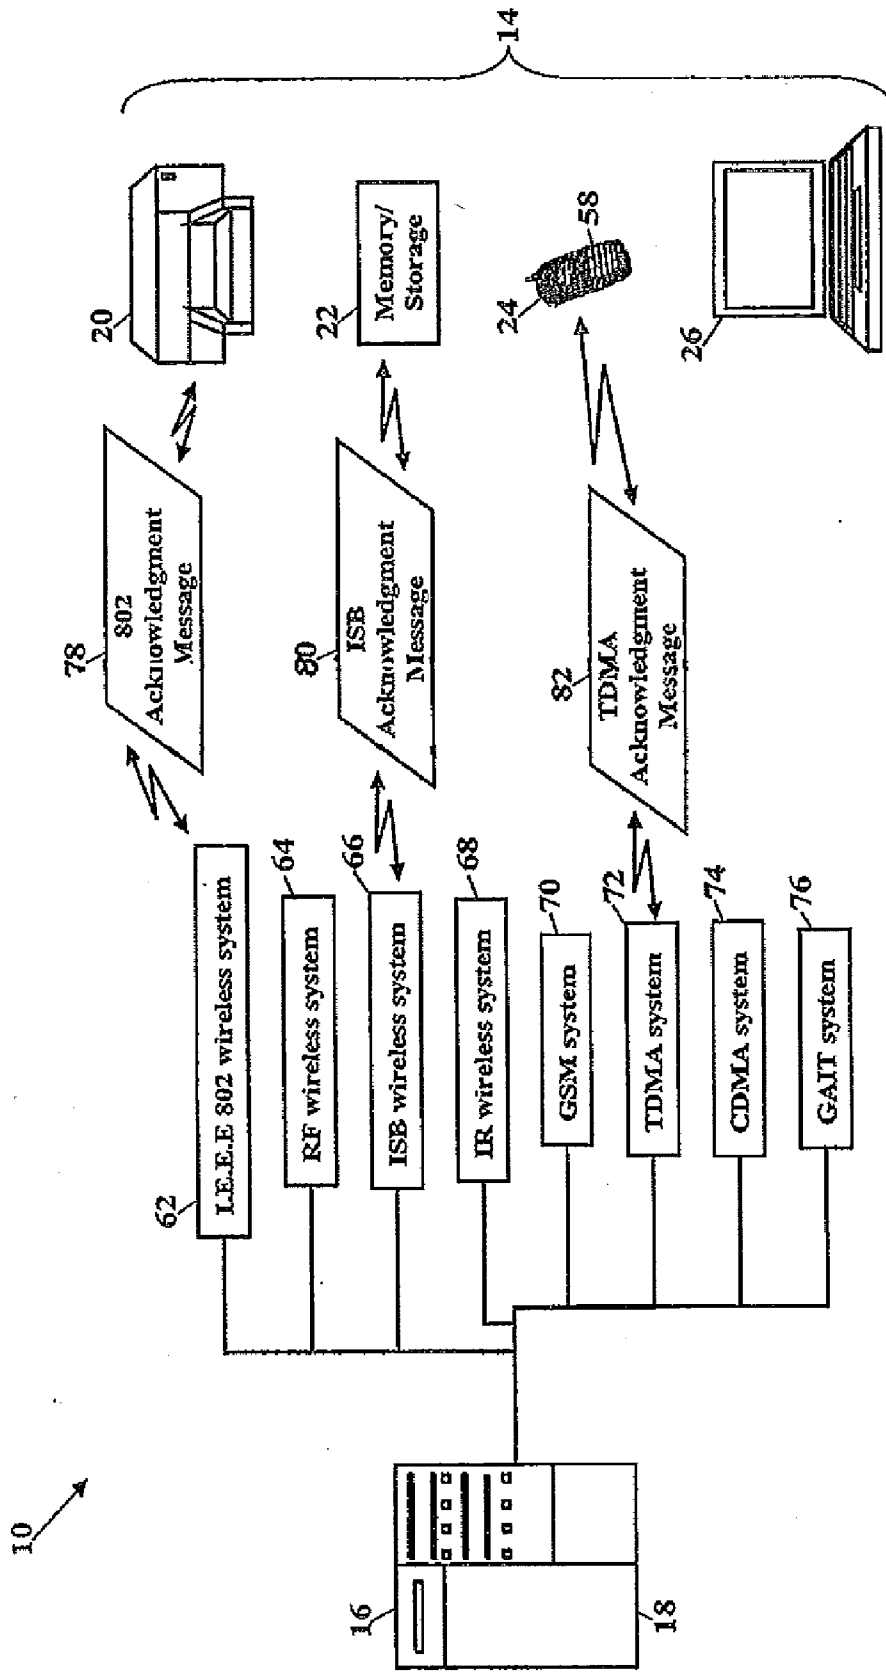 10
16
18
62
I.E.E.E 802 wireless system
64
RF wireless system
66
ISB wireless system
68
IR wireless system
70
GSM system
72
TDMA system
74
CDMA system
76
GAIT system
78
802
Acknowledgment
Message
80
ISB
Acknowledgment
Message
82
TDMA
Acknowledgment
Message
20
22
Memory/
Storage
24
58
26
14